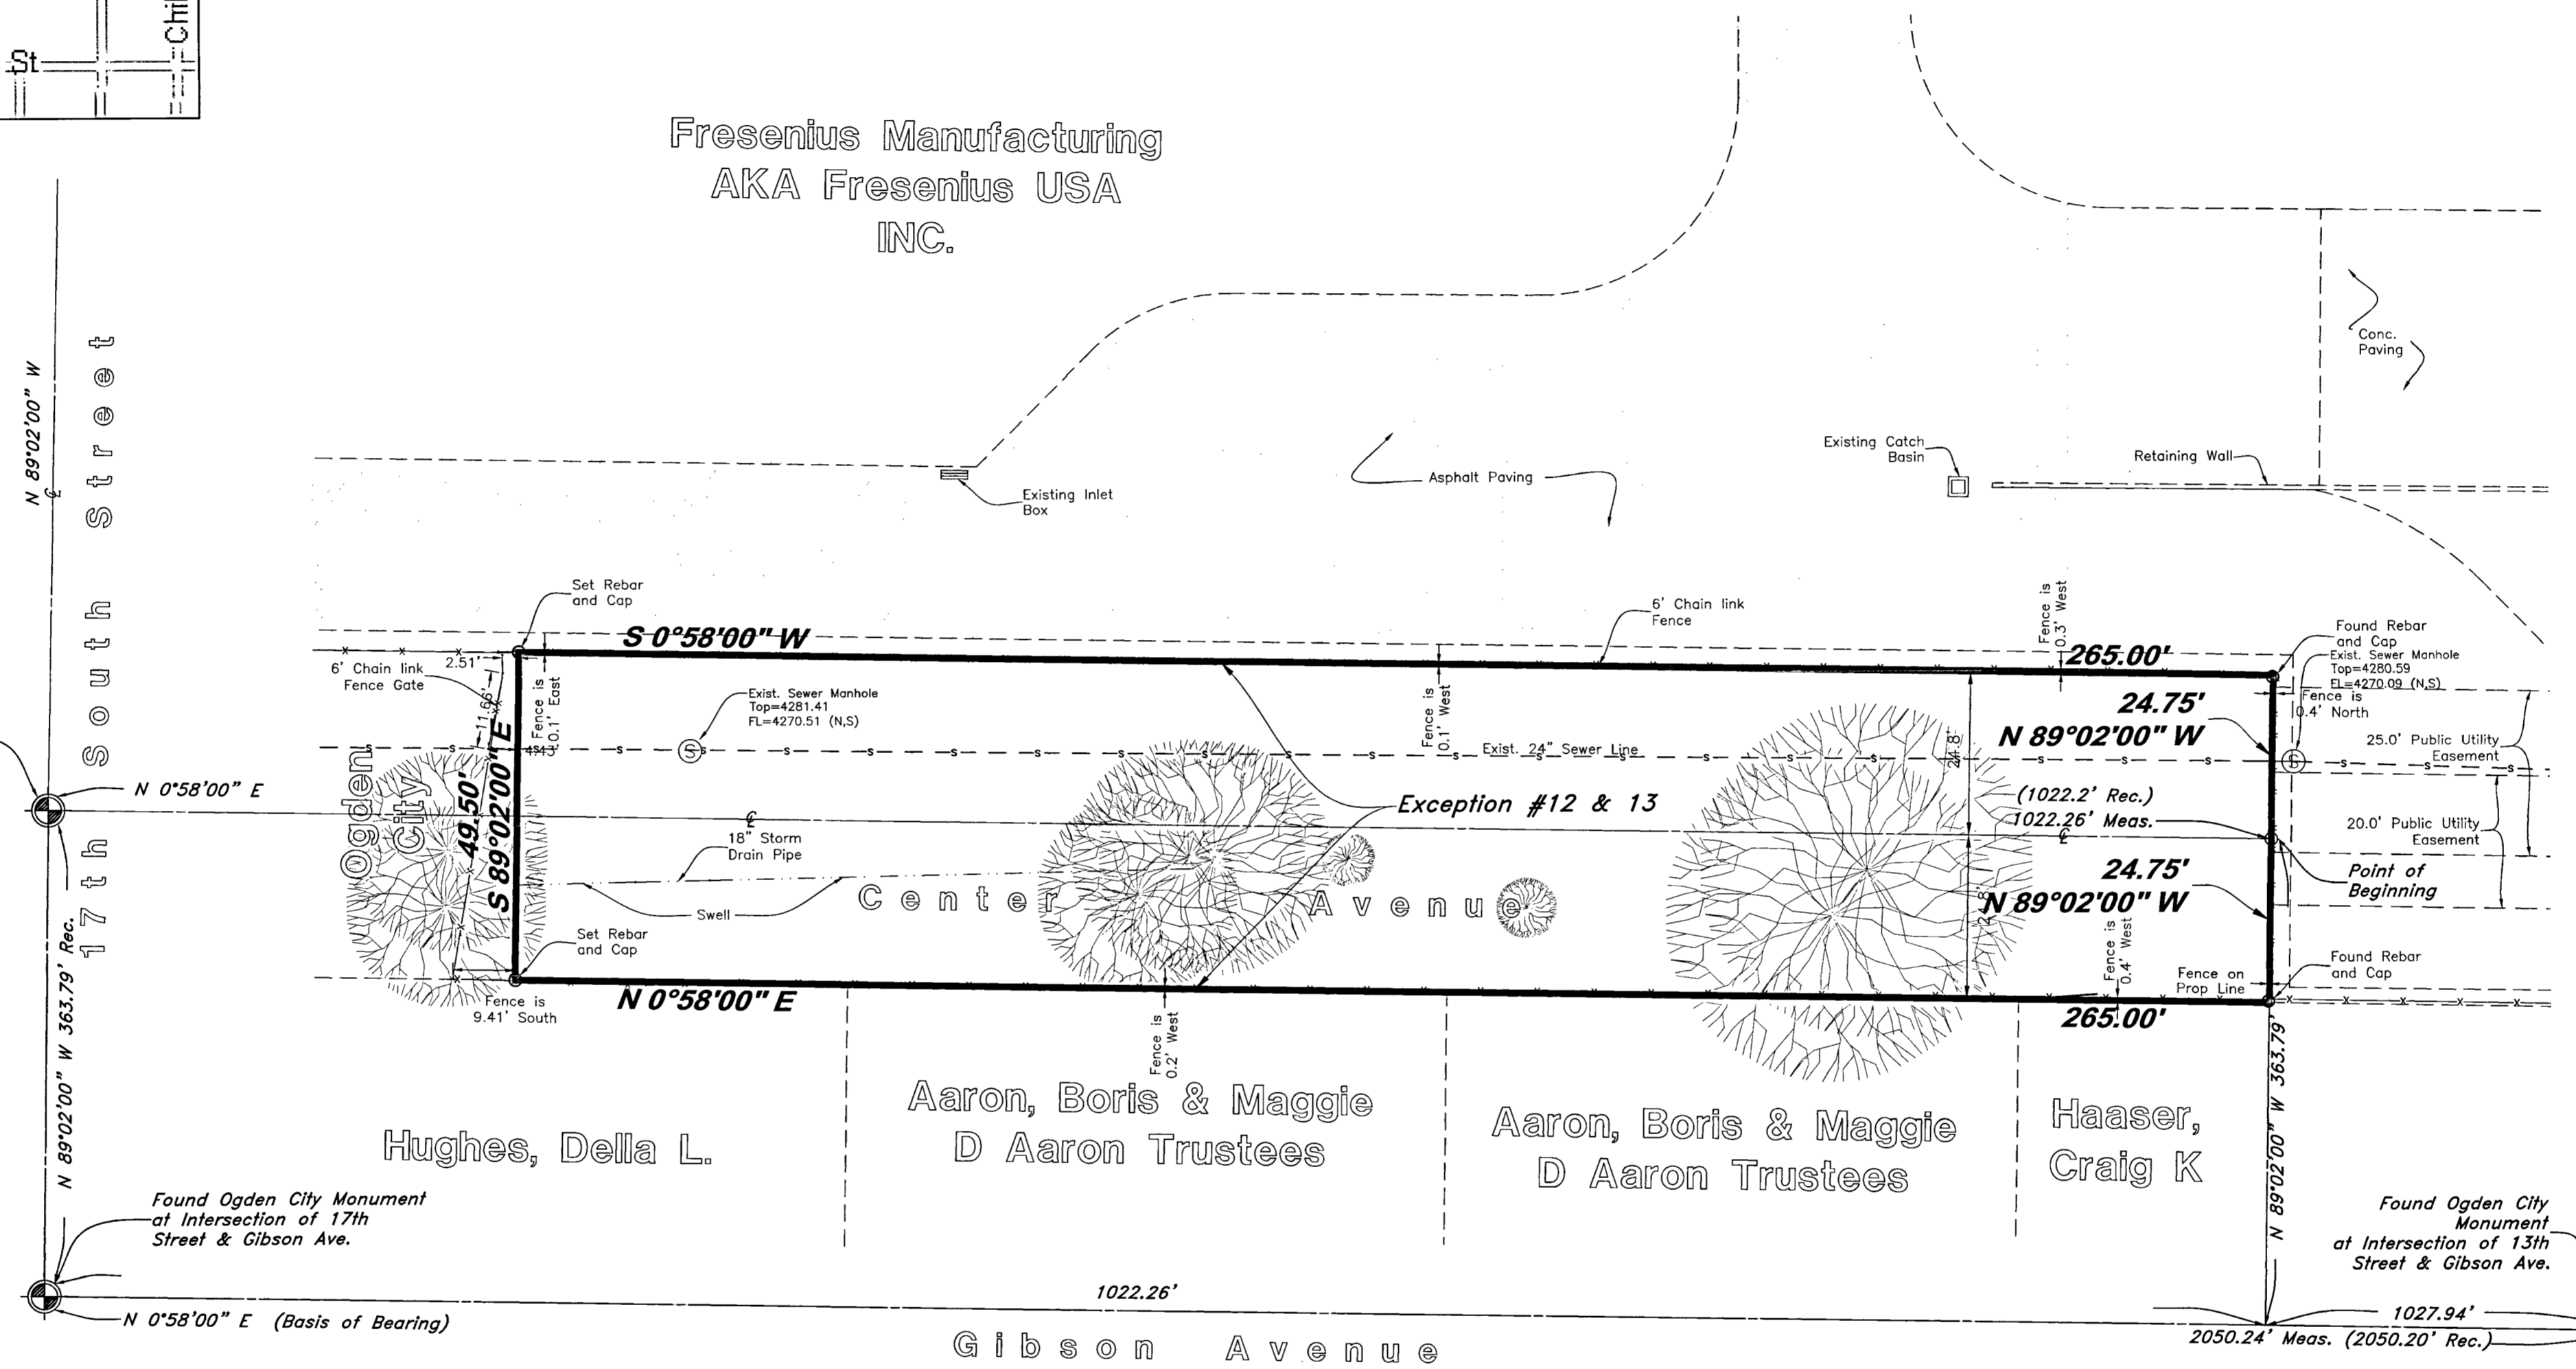 St
Chi
Fresenius Manufacturing
AKA Fresenius USA
INC.
N 89°02'00" W
17th South Street
Conc.
Paving
Existing Catch
Basin
Retaining Wall
Asphalt Paving
Existing Inlet
Box
Set Rebar
and Cap
6' Chain link
Fence
Fence is
0.3' West
Found Rebar
and Cap
Exist. Sewer Manhole
Top=4280.59
FL=4270.09 (N,S)
Fence is
0.4' North
S 0°58'00" W
265.00'
6' Chain link
Fence Gate
2.51'
11.66'
Fence is
0.1' East
Exist. Sewer Manhole
Top=4281.41
FL=4270.51 (N,S)
Fence is
0.1' West
Exist. 24" Sewer Line
24.8'
24.75'
N 89°02'00" W
25.0' Public Utility
Easement
Ogden
City
49.50'
S 89°02'00" E
N 0°58'00" E
Exception #12 & 13
(1022.2' Rec.)
1022.26' Meas.
20.0' Public Utility
Easement
18" Storm
Drain Pipe
Swell
Center Avenue
24.75'
N 89°02'00" W
Point of
Beginning
Set Rebar
and Cap
Fence is
0.4' West
Fence on
Prop Line
Found Rebar
and Cap
Fence is
9.41' South
N 0°58'00" E
265.00'
Fence is
0.2' West
N 89°02'00" W 363.79' Rec.
N 89°02'00" W 363.79'
Hughes, Della L.
Aaron, Boris & Maggie
D Aaron Trustees
Aaron, Boris & Maggie
D Aaron Trustees
Haaser,
Craig K
Found Ogden City Monument
at Intersection of 17th
Street & Gibson Ave.
Found Ogden City
Monument
at Intersection of 13th
Street & Gibson Ave.
1022.26'
N 0°58'00" E (Basis of Bearing)
1027.94'
2050.24' Meas. (2050.20' Rec.)
Gibson Avenue